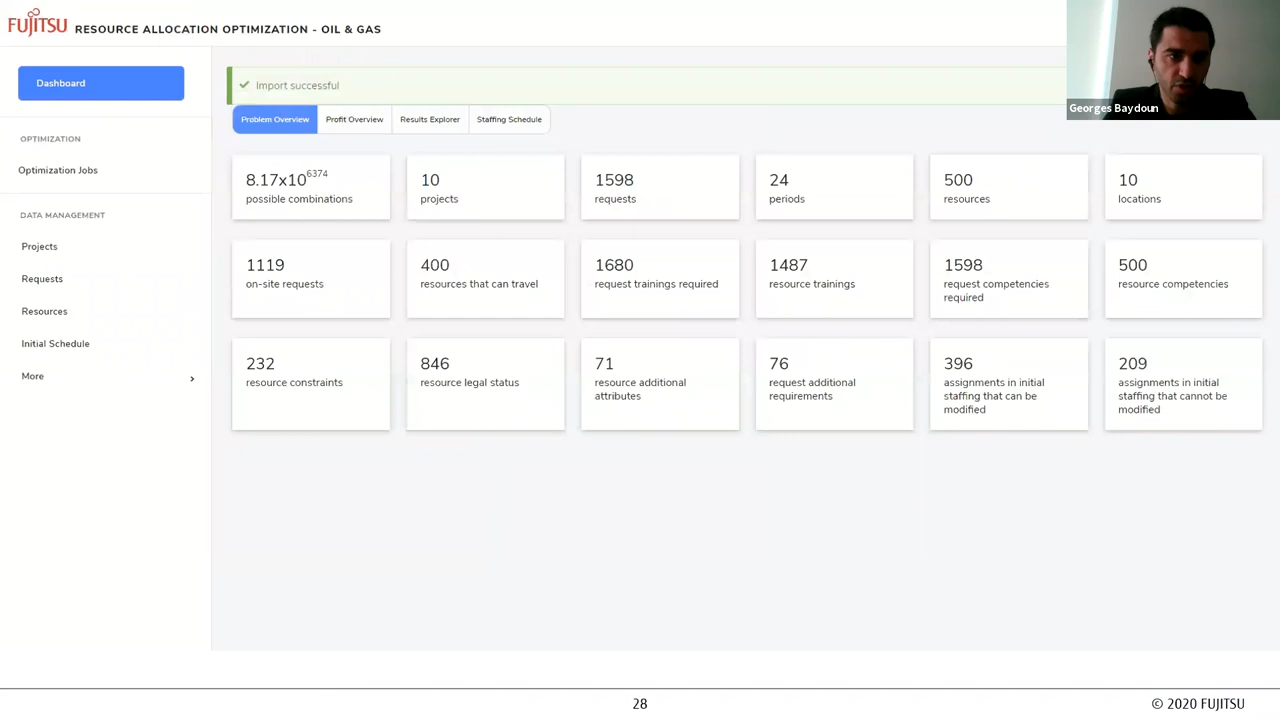 FUJITSU RESOURCE ALLOCATION OPTIMIZATION - OIL & GAS
Georges Baydoun
Dashboard
OPTIMIZATION
Optimization Jobs
DATA MANAGEMENT
Projects
Requests
Resources
Initial Schedule
More
Import successful
Problem Overview Profit Overview Results Explorer Staffing Schedule
8.17x10^6374
possible combinations
10
projects
1598
requests
24
periods
500
resources
10
locations
1119
on-site requests
400
resources that can travel
1680
request trainings required
1487
resource trainings
1598
request competencies
required
500
resource competencies
232
resource constraints
846
resource legal status
71
resource additional
attributes
76
request additional
requirements
396
assignments in initial
staffing that can be
modified
209
assignments in initial
staffing that cannot be
modified
28
© 2020 FUJITSU